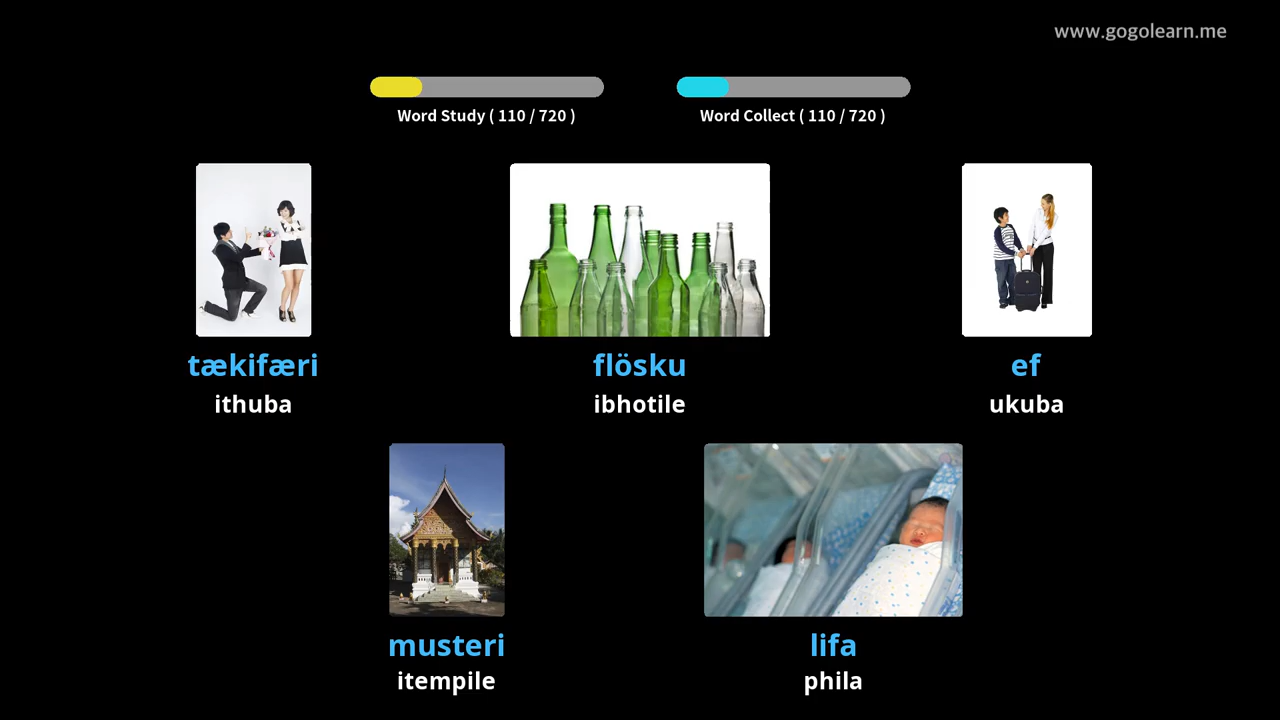 www.gogolearn.me
Word Study ( 110 / 720 )
Word Collect ( 110 / 720 )
tækifæri
ithuba
flösku
ibhotile
ef
ukuba
musteri
itempile
lifa
phila